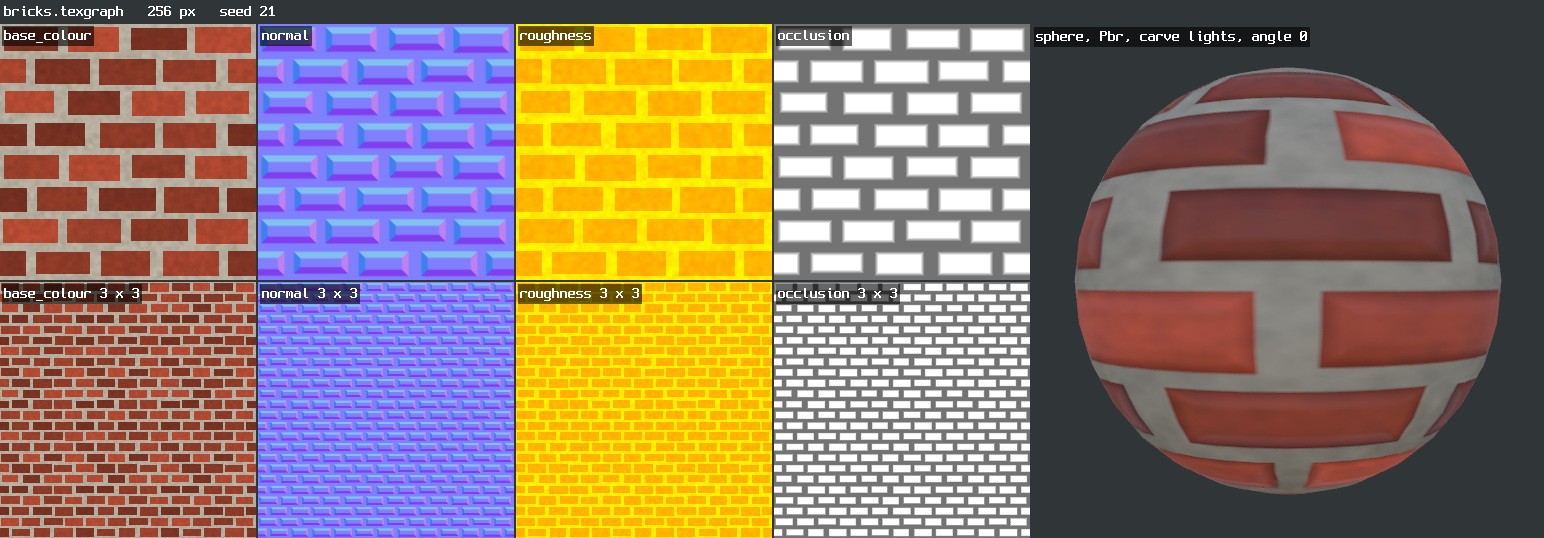 bricks.texgraph 256 px seed 21
base_colour
normal
roughness
occlusion
sphere, Pbr, carve lights, angle 0
base_colour 3 x 3
normal 3 x 3
roughness 3 x 3
occlusion 3 x 3